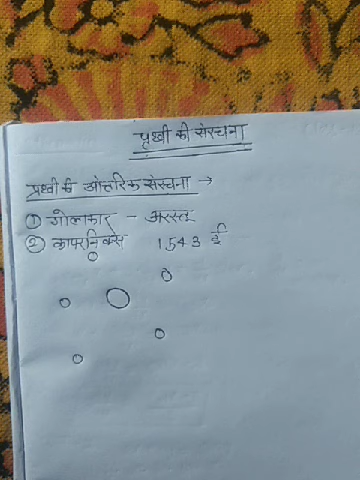 पृथ्वी की संरचना
पृथ्वी की आंतरिक संरचना →
① गोलाकार - अरस्तू
② कापरनिकस 1543 ई